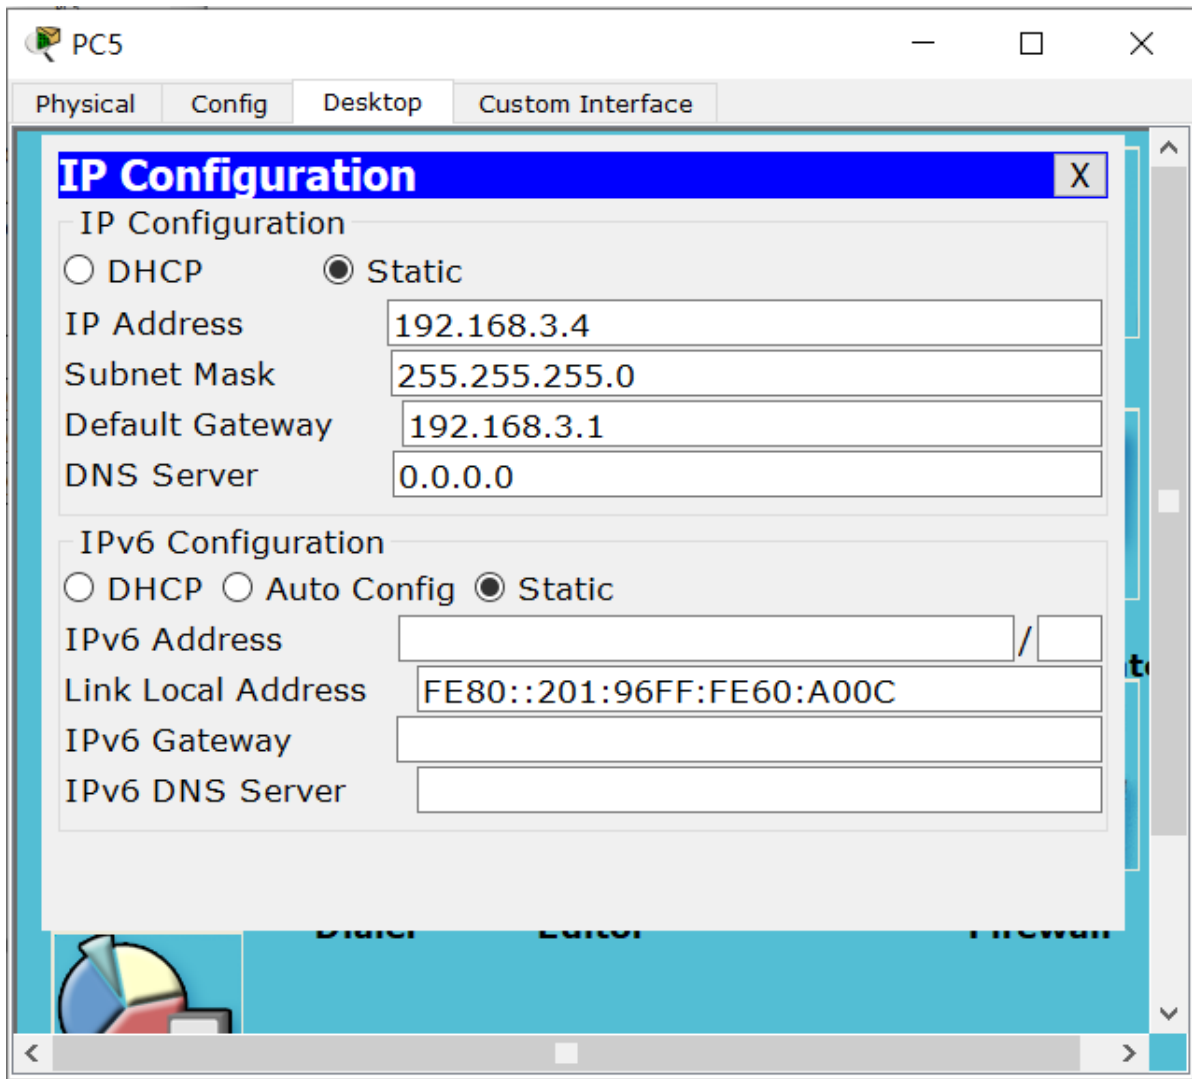 PC5
Physical Config Desktop Custom Interface
IP Configuration X
IP Configuration
DHCP Static
IP Address 192.168.3.4
Subnet Mask 255.255.255.0
Default Gateway 192.168.3.1
DNS Server 0.0.0.0
IPv6 Configuration
DHCP Auto Config Static
IPv6 Address /
Link Local Address FE80::201:96FF:FE60:A00C
IPv6 Gateway
IPv6 DNS Server
Dialer Editor Firewall